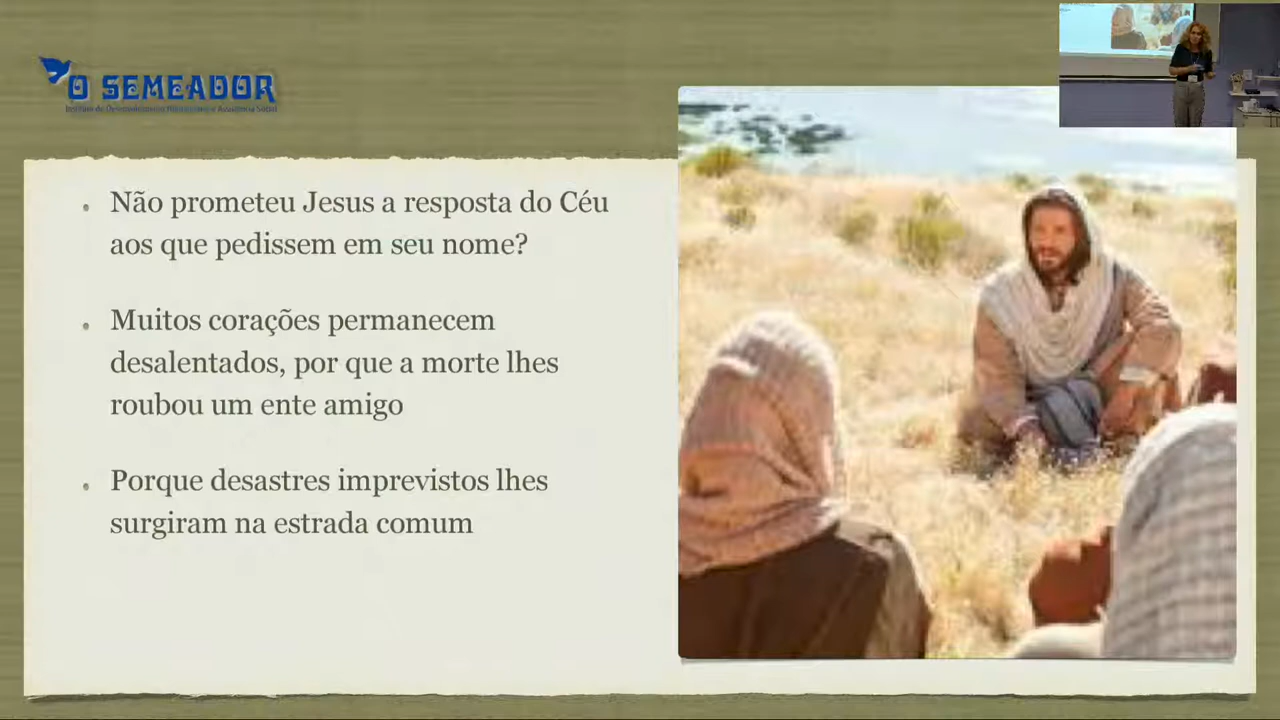 O SEMEADOR
Não prometeu Jesus a resposta do Céu
aos que pedissem em seu nome?
Muitos corações permanecem
desalentados, por que a morte lhes
roubou um ente amigo
Porque desastres imprevistos lhes
surgiram na estrada comum